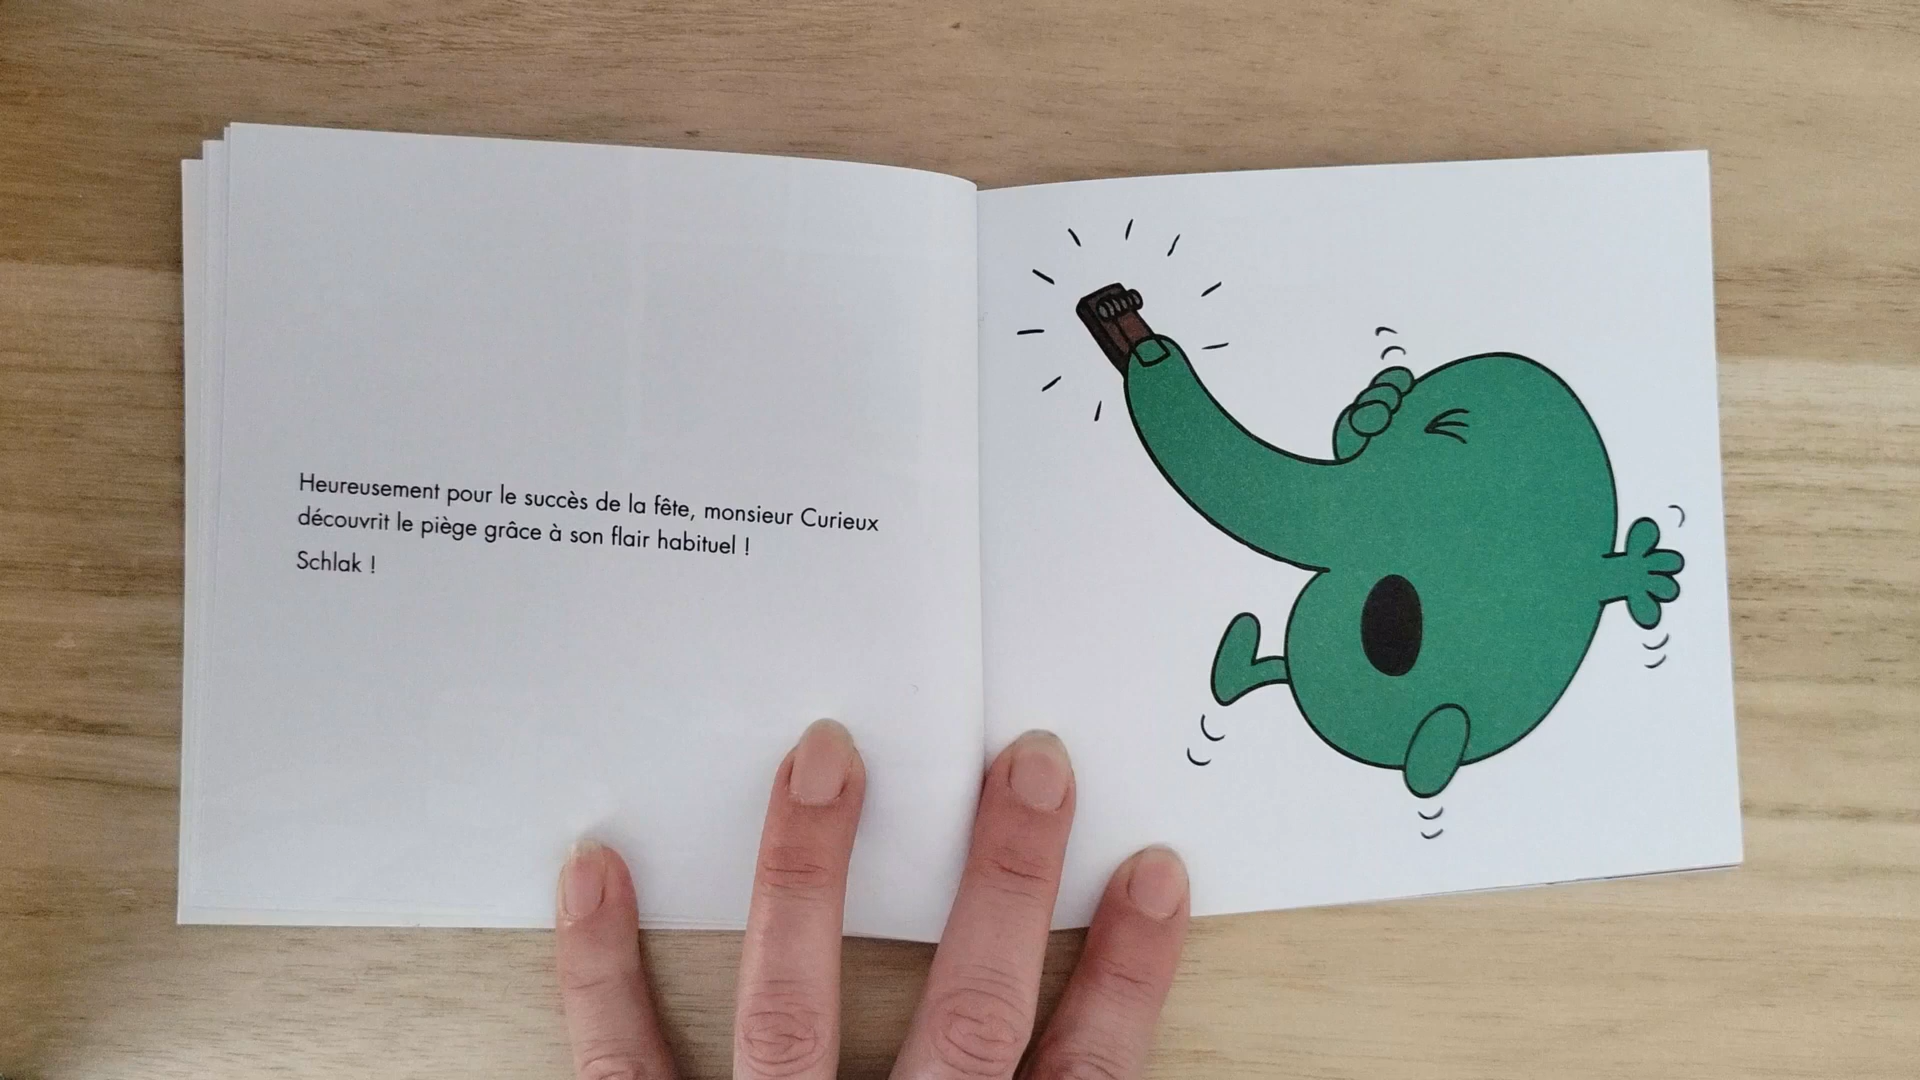 Heureusement pour le succès de la fête, monsieur Curieux
découvrit le piège grâce à son flair habituel !
Schlak !